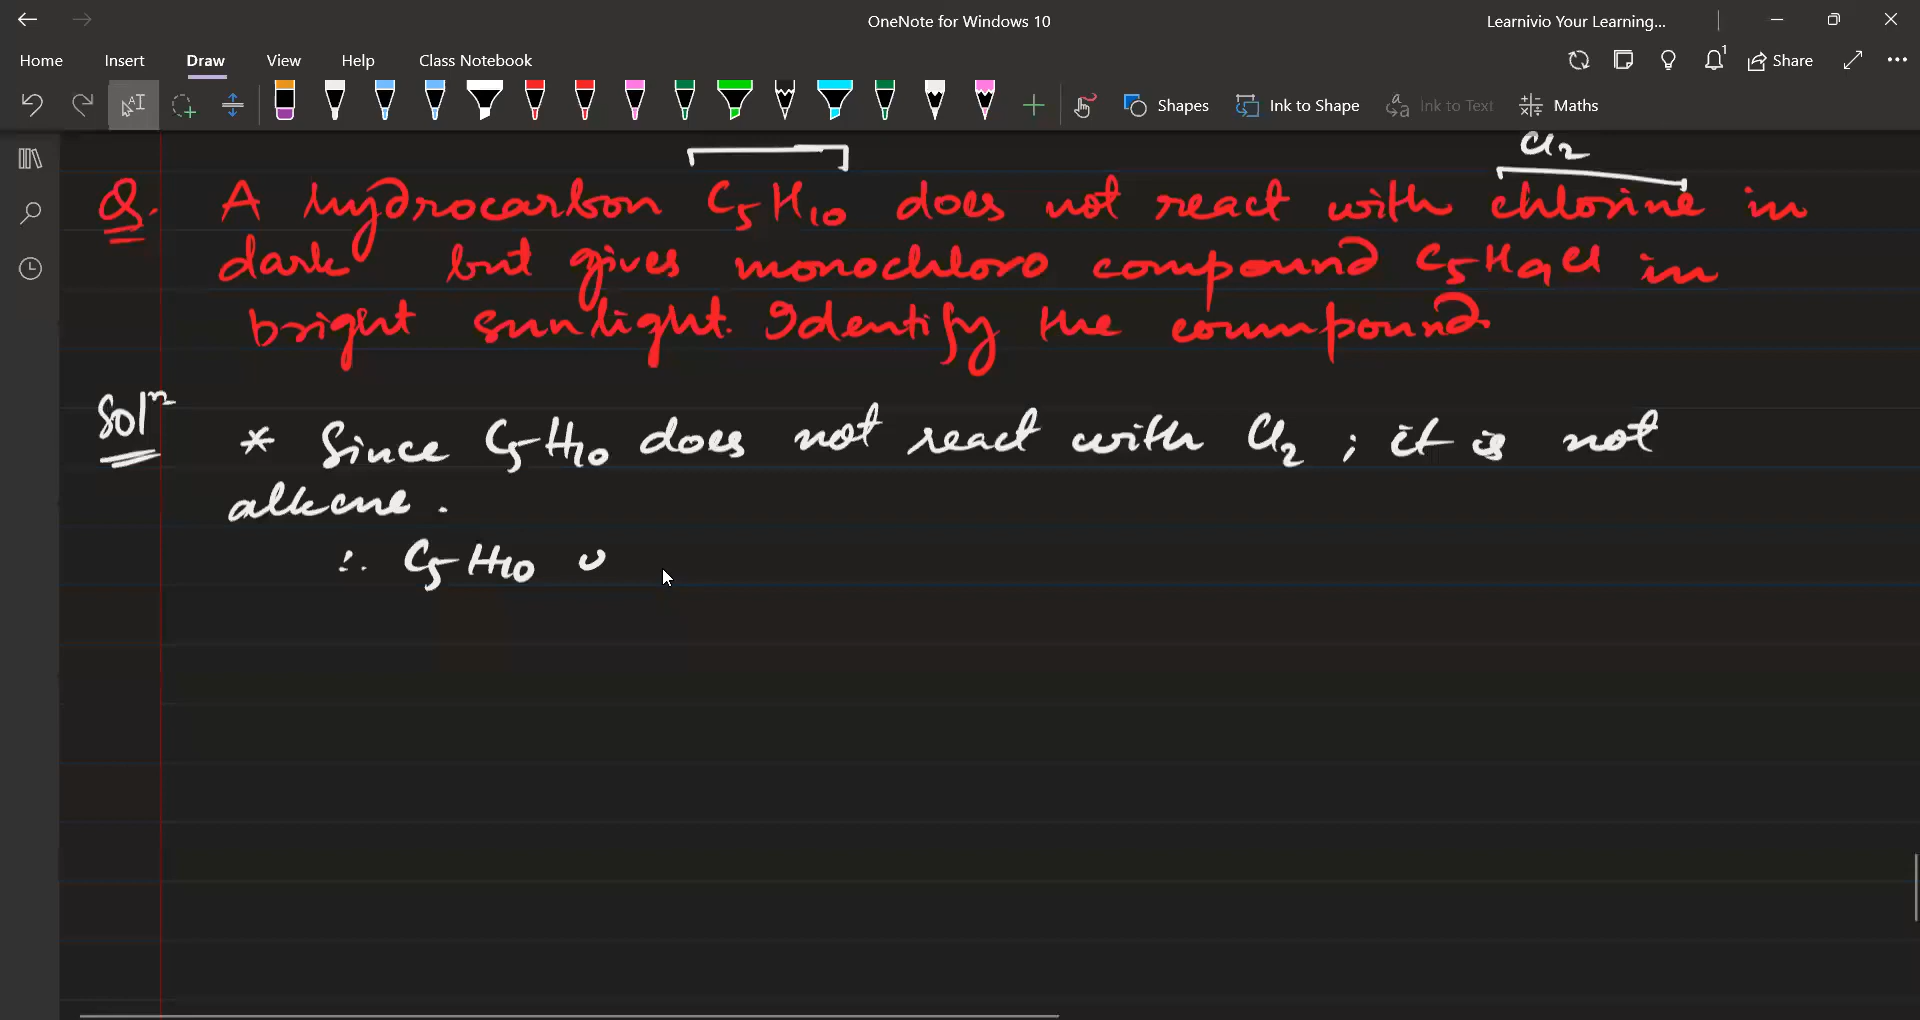 OneNote for Windows 10
Learnivio Your Learning...
Home Insert Draw View Help Class Notebook
1
Share
Shapes Ink to Shape Ink to Text Maths
Cl2
Q. A hydrocarbon C5H10 does not react with chlorine in
dark but gives monochloro compound C5H9Cl in
bright sunlight. Identify the coumpound
Soln * Since C5H10 does not react with Cl2 ; it is not
alkene.
∴ C5H10